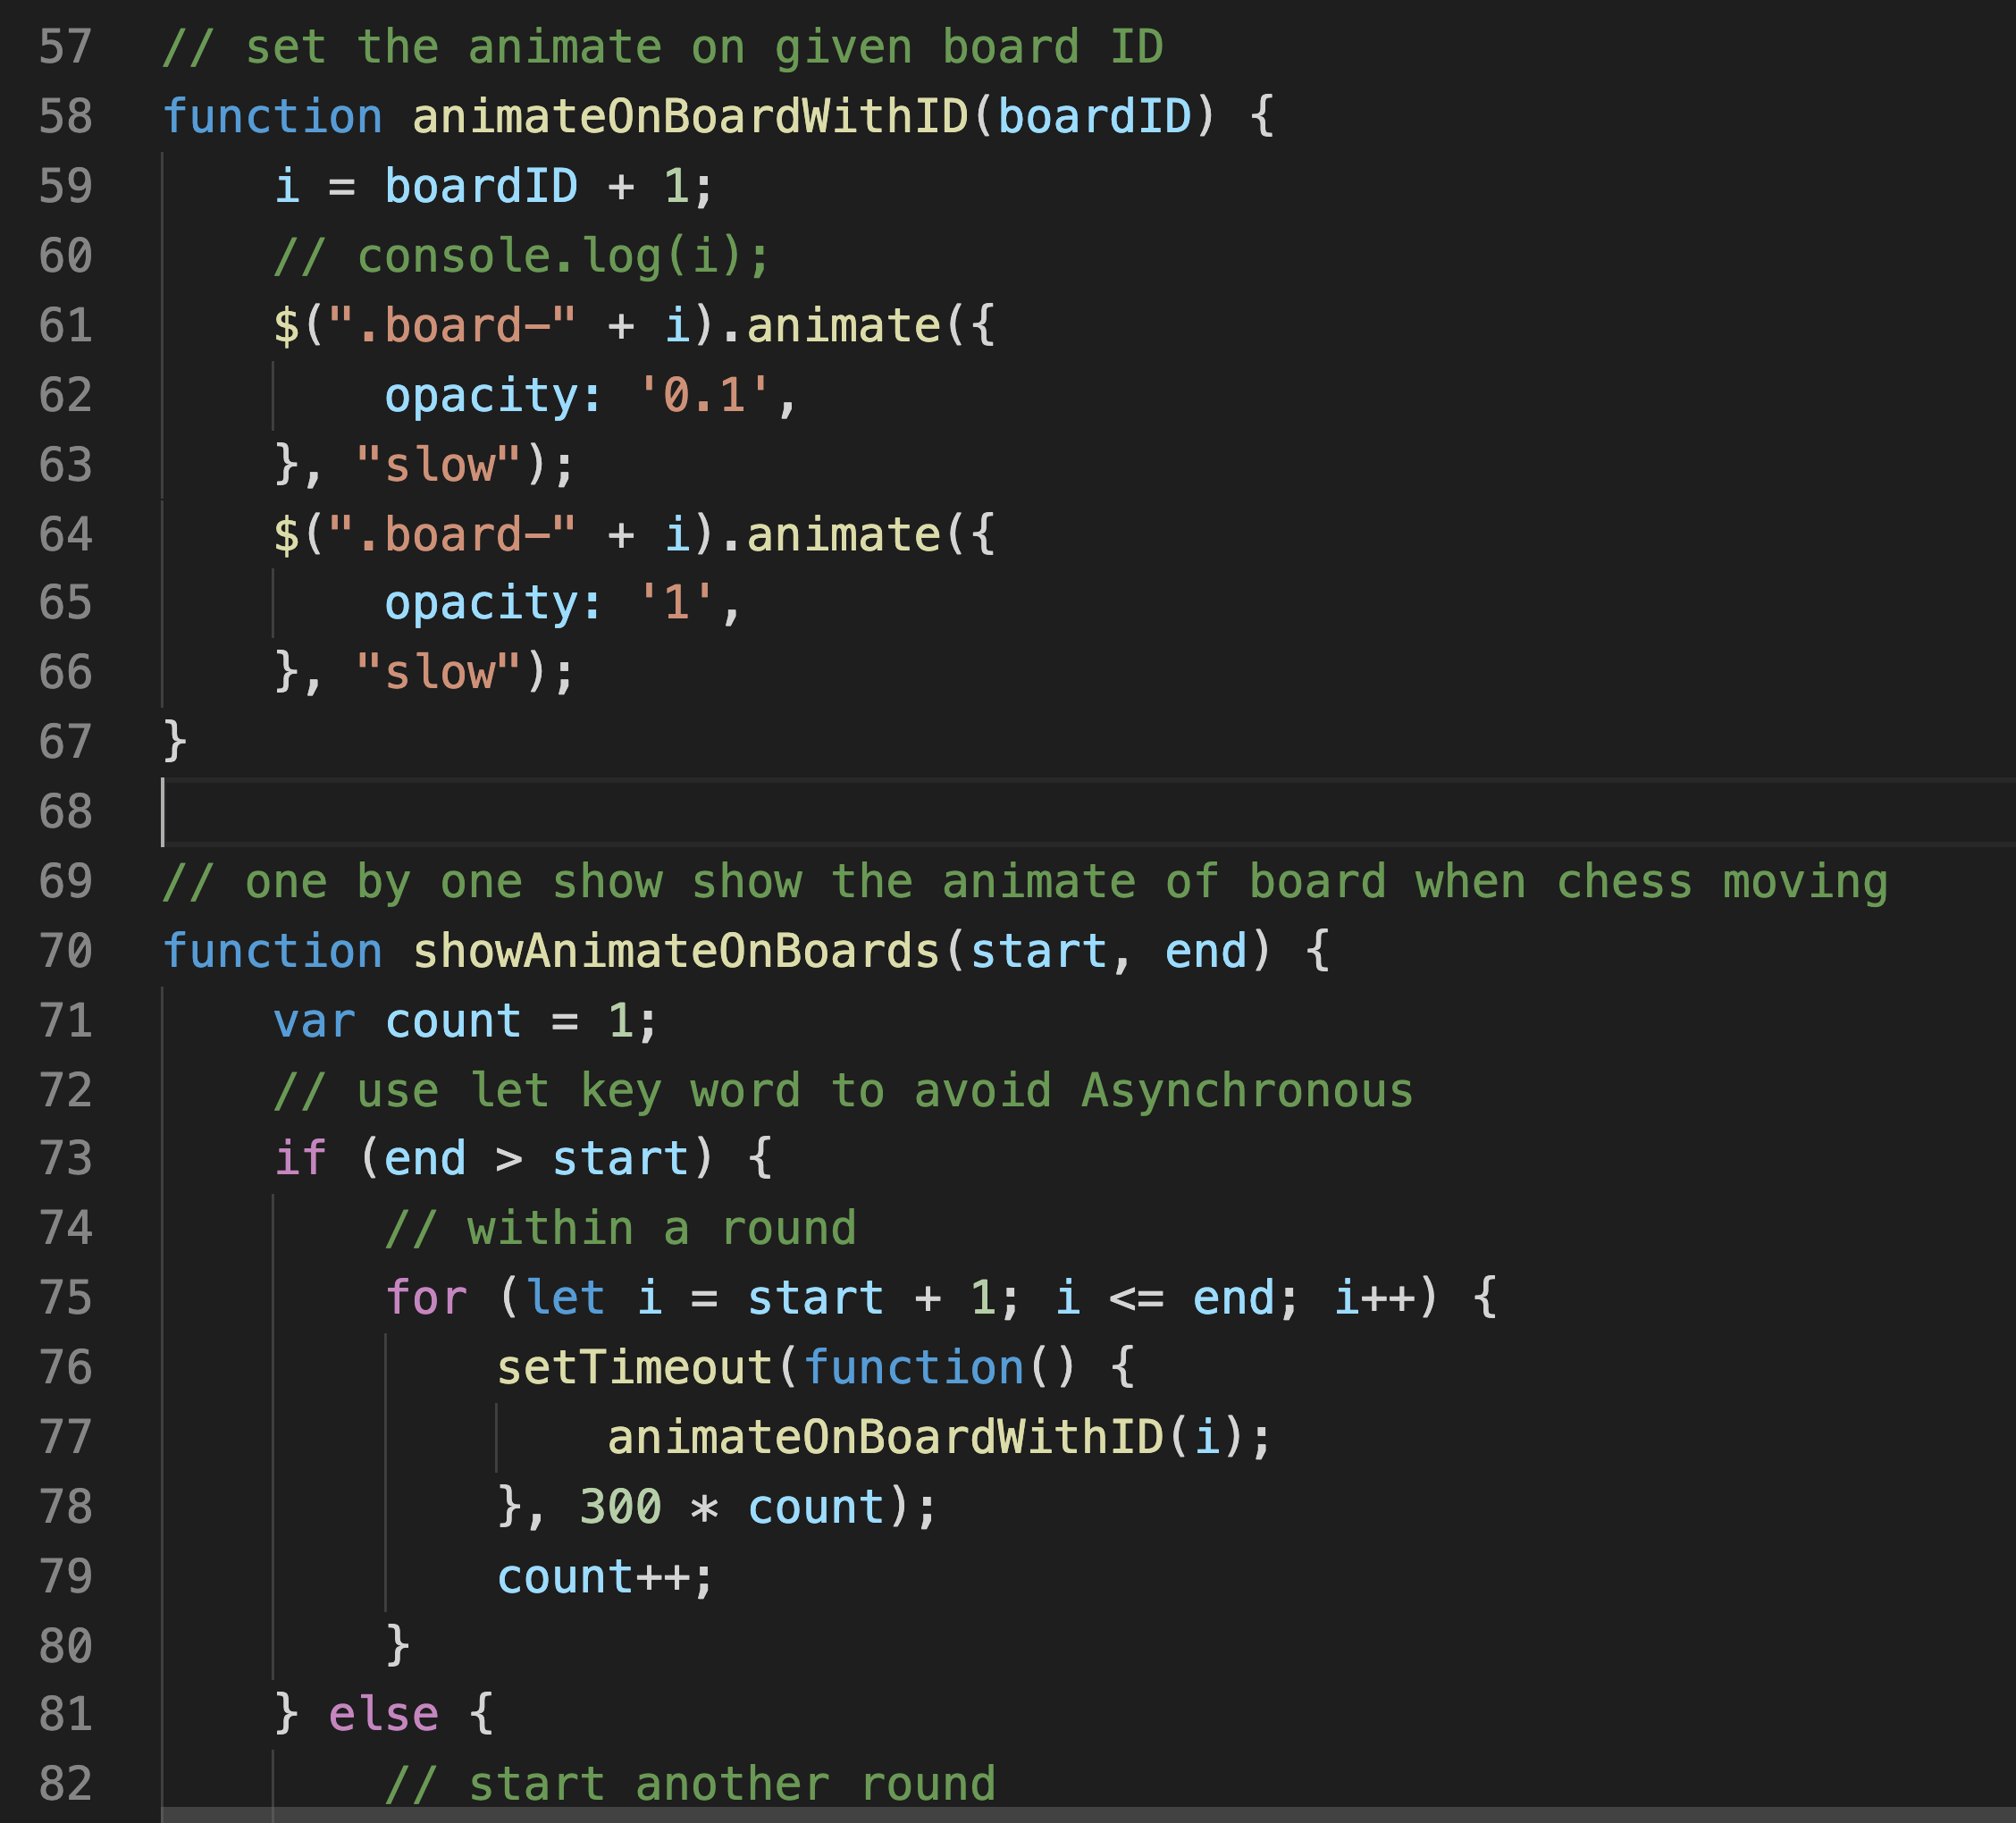 57 // set the animate on given board ID
58 function animateOnBoardWithID(boardID) {
59     i = boardID + 1;
60     // console.log(i);
61     $(".board-" + i).animate({
62         opacity: '0.1',
63     }, "slow");
64     $(".board-" + i).animate({
65         opacity: '1',
66     }, "slow");
67 }
68
69 // one by one show show the animate of board when chess moving
70 function showAnimateOnBoards(start, end) {
71     var count = 1;
72     // use let key word to avoid Asynchronous
73     if (end > start) {
74         // within a round
75         for (let i = start + 1; i <= end; i++) {
76             setTimeout(function() {
77                 animateOnBoardWithID(i);
78             }, 300 * count);
79             count++;
80         }
81     } else {
82         // start another round